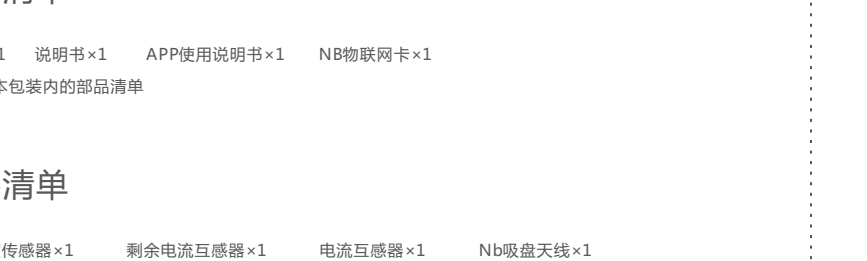 清单
×1 说明书×1 APP使用说明书×1 NB物联网卡×1
本包装内的部品清单
清单
传感器×1 剩余电流互感器×1 电流互感器×1 Nb吸盘天线×1